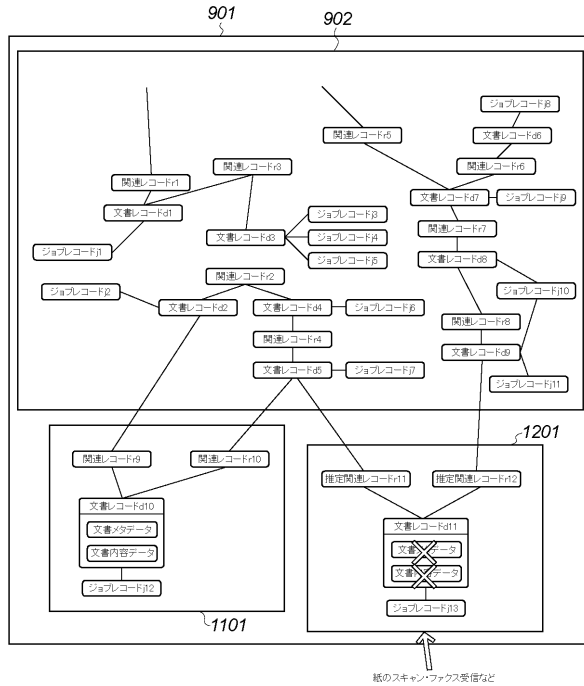 901
902
ジョブレコードj8
関連レコードr5
文書レコードd6
関連レコードr3
関連レコードr6
関連レコードr1
文書レコードd7
ジョブレコードj9
文書レコードd1
ジョブレコードj3
関連レコードr7
文書レコードd3
ジョブレコードj4
ジョブレコードj1
ジョブレコードj5
文書レコードd8
関連レコードr2
ジョブレコードj2
ジョブレコードj10
文書レコードd2
文書レコードd4
ジョブレコードj6
関連レコードr8
関連レコードr4
文書レコードd9
文書レコードd5
ジョブレコードj7
ジョブレコードj11
1201
関連レコードr9
関連レコードr10
推定関連レコードr11
推定関連レコードr12
文書レコードd10
文書メタデータ
文書内容データ
ジョブレコードj12
文書レコードd11
文書 データ
文書 データ
ジョブレコードj13
1101
紙のスキャン・ファクス受信など